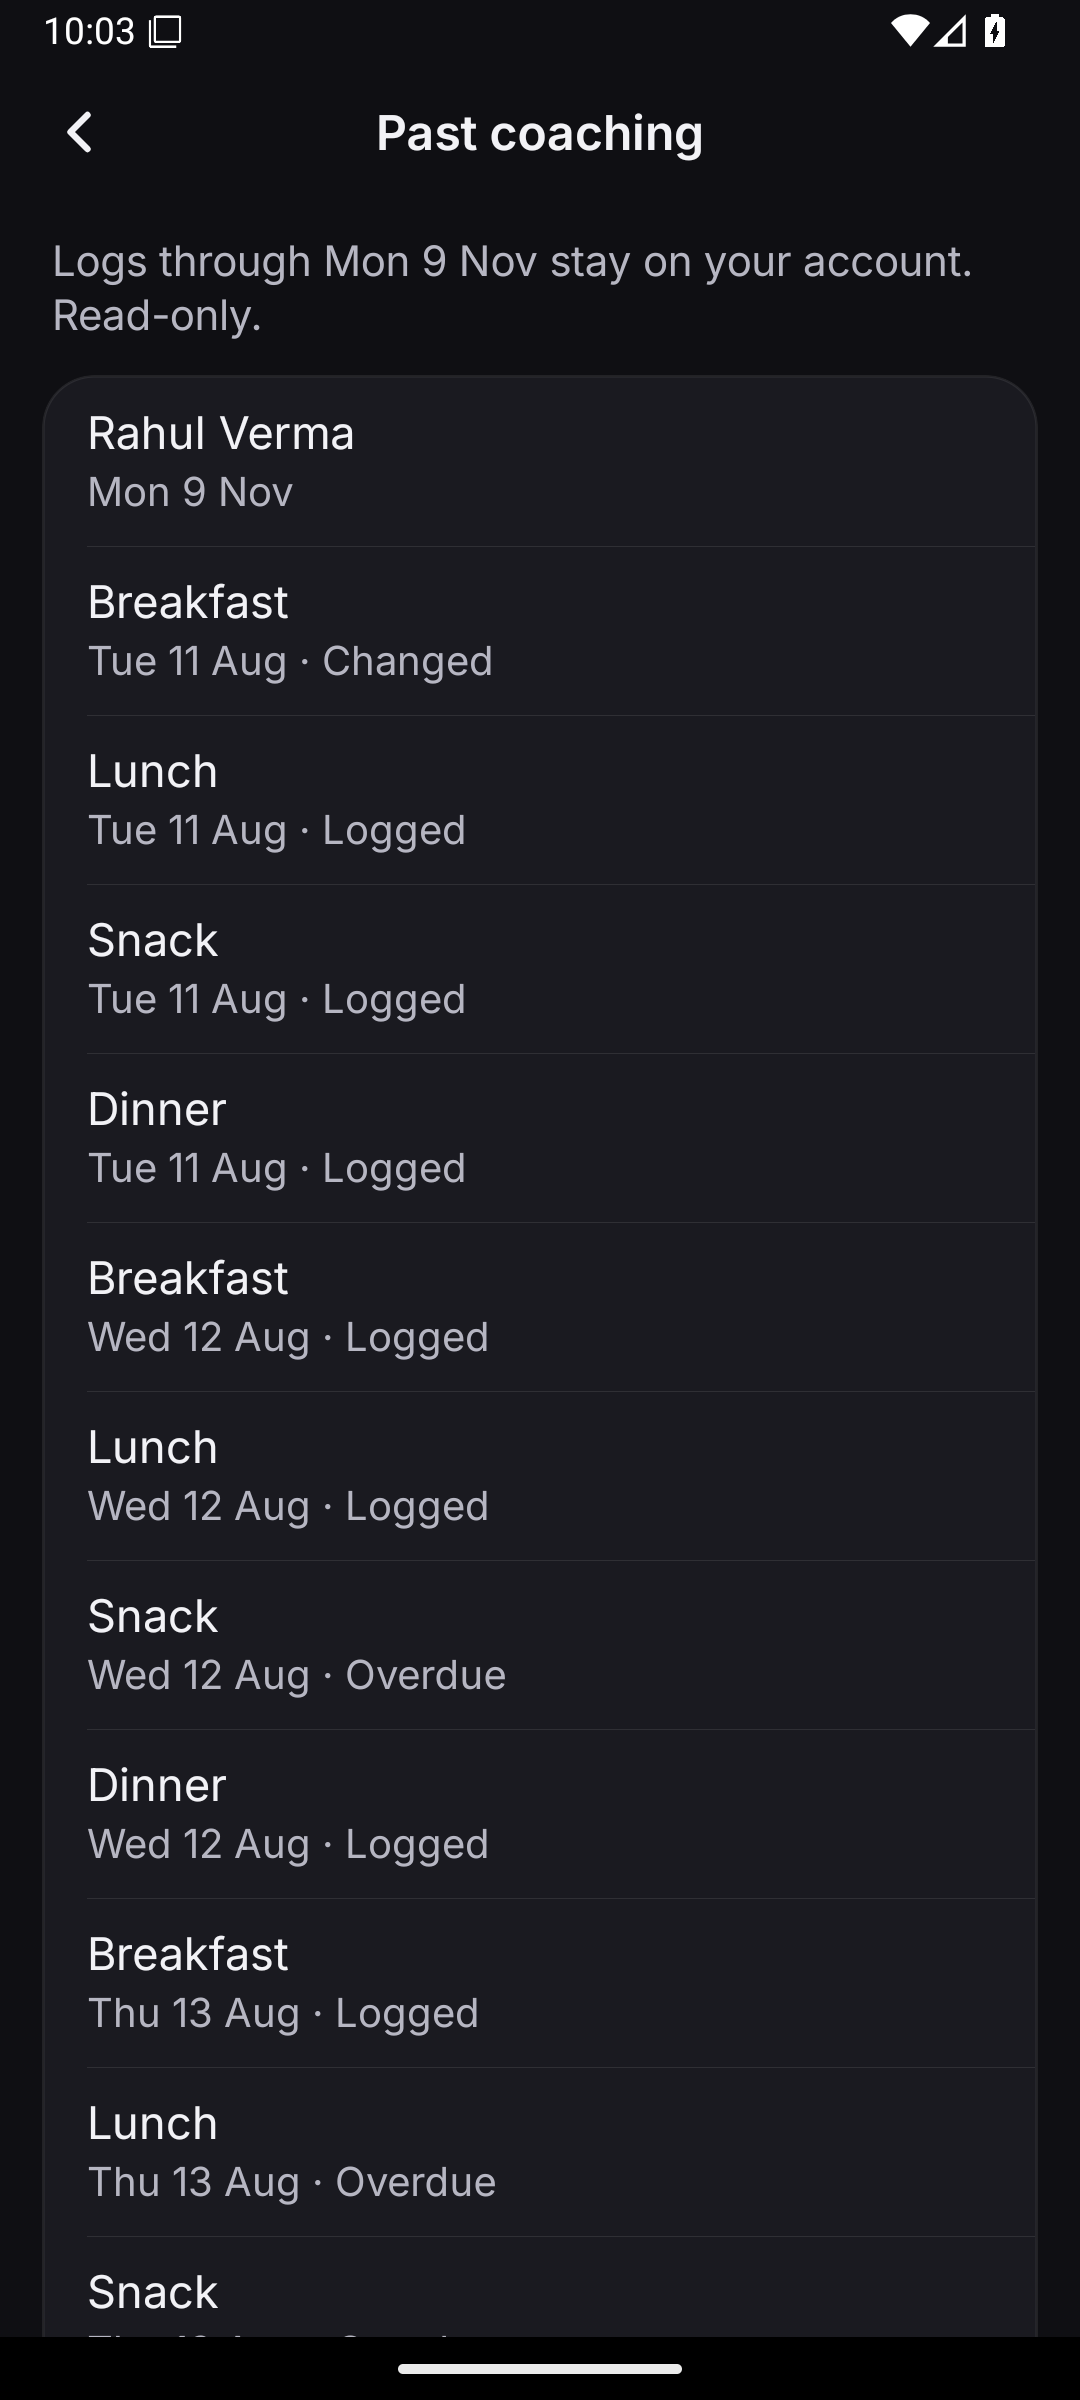 10:03
Past coaching
Logs through Mon 9 Nov stay on your account.
Read-only.
Rahul Verma
Mon 9 Nov
Breakfast
Tue 11 Aug · Changed
Lunch
Tue 11 Aug · Logged
Snack
Tue 11 Aug · Logged
Dinner
Tue 11 Aug · Logged
Breakfast
Wed 12 Aug · Logged
Lunch
Wed 12 Aug · Logged
Snack
Wed 12 Aug · Overdue
Dinner
Wed 12 Aug · Logged
Breakfast
Thu 13 Aug · Logged
Lunch
Thu 13 Aug · Overdue
Snack